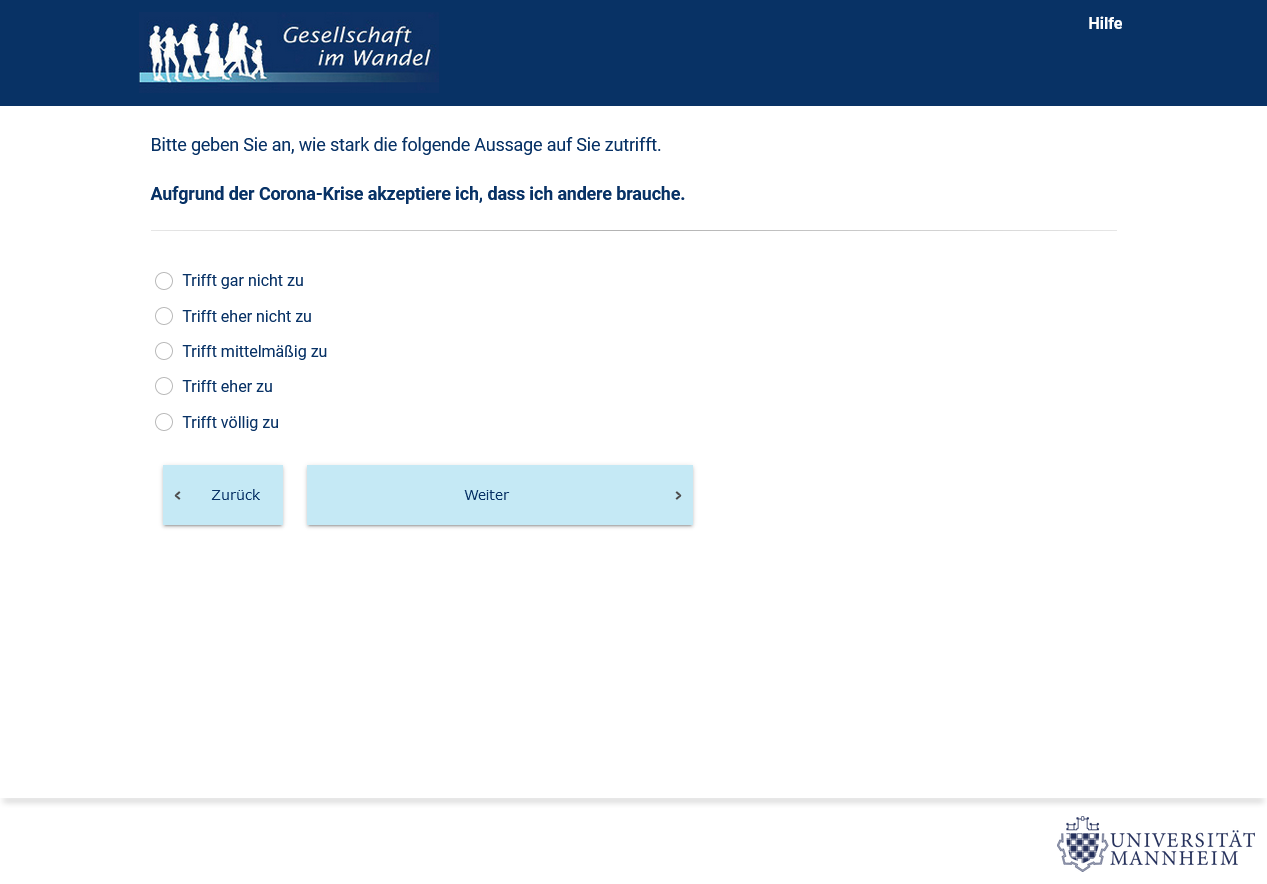 Gesellschaft
im Wandel
Hilfe
Bitte geben Sie an, wie stark die folgende Aussage auf Sie zutrifft.
Aufgrund der Corona-Krise akzeptiere ich, dass ich andere brauche.
Trifft gar nicht zu
Trifft eher nicht zu
Trifft mittelmäßig zu
Trifft eher zu
Trifft völlig zu
Zurück
Weiter
UNIVERSITÄT
MANNHEIM